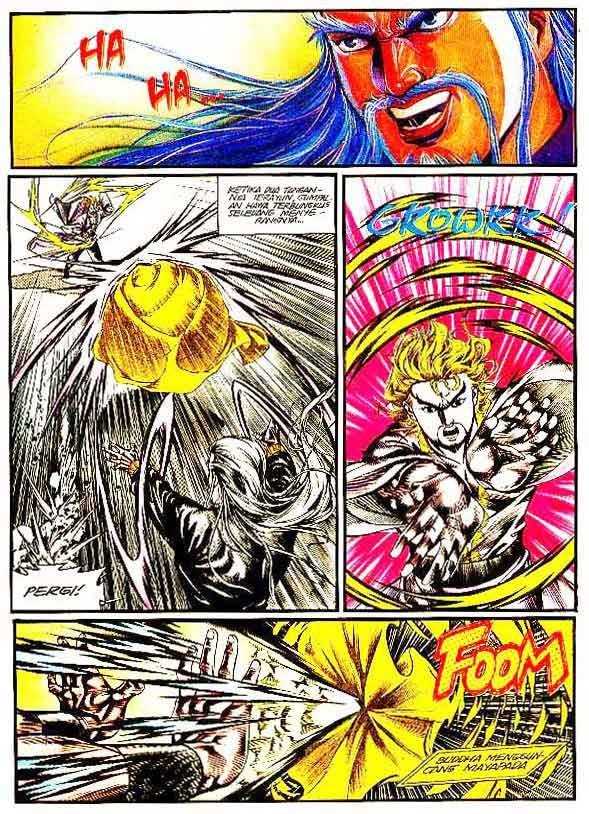 HA
HA...
KETIKA DUA TANGAN-
NYA TERAYUN, GUMPAL-
AN HAWA TERBUNGKUS
SELEBANG MENYE-
RANGNYA...
GROWRR!
PERGI!
FOOM
BUDDHA MENGGUN-
CANG MAYAPADA